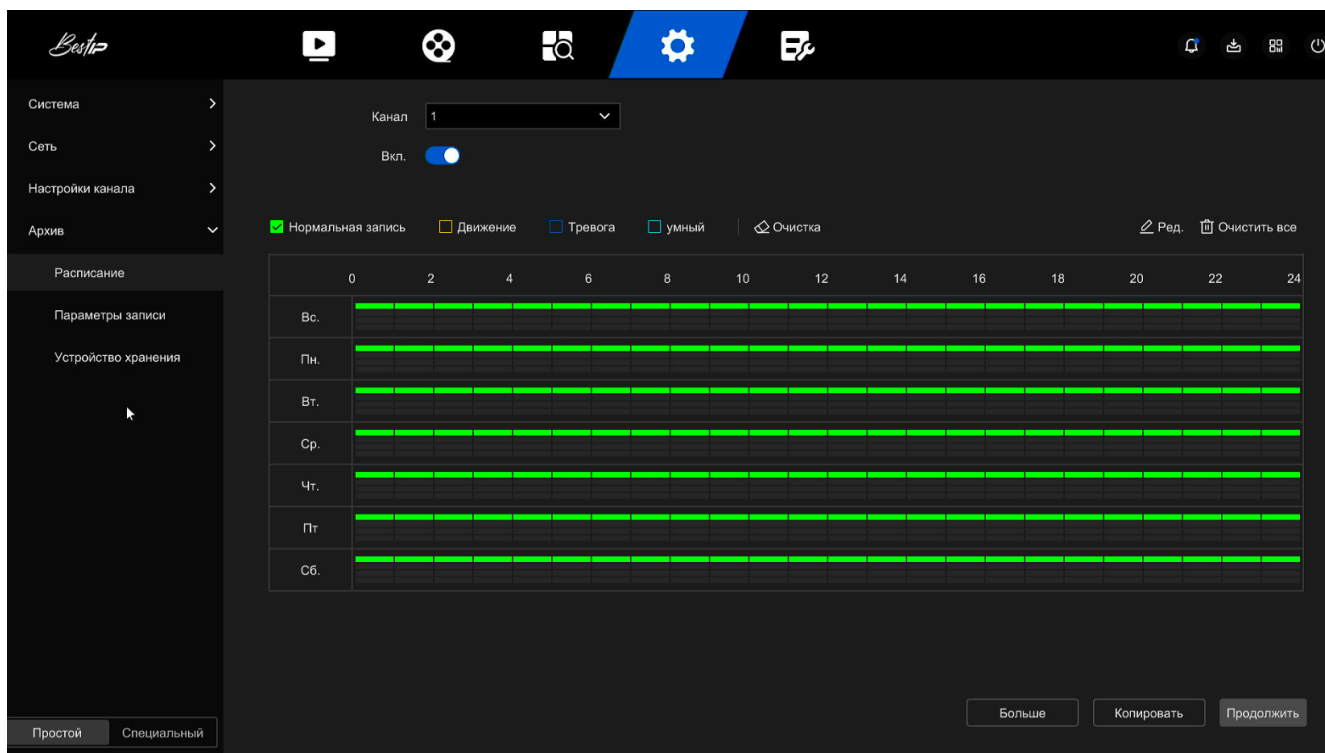 BestIP
Система
Сеть
Настройки канала
Архив
Расписание
Параметры записи
Устройство хранения
Простой Специальный
Канал 1
Вкл.
Нормальная запись Движение Тревога умный Очистка Ред. Очистить все
0 2 4 6 8 10 12 14 16 18 20 22 24
Вс.
Пн.
Вт.
Ср.
Чт.
Пт
Сб.
Больше Копировать Продолжить